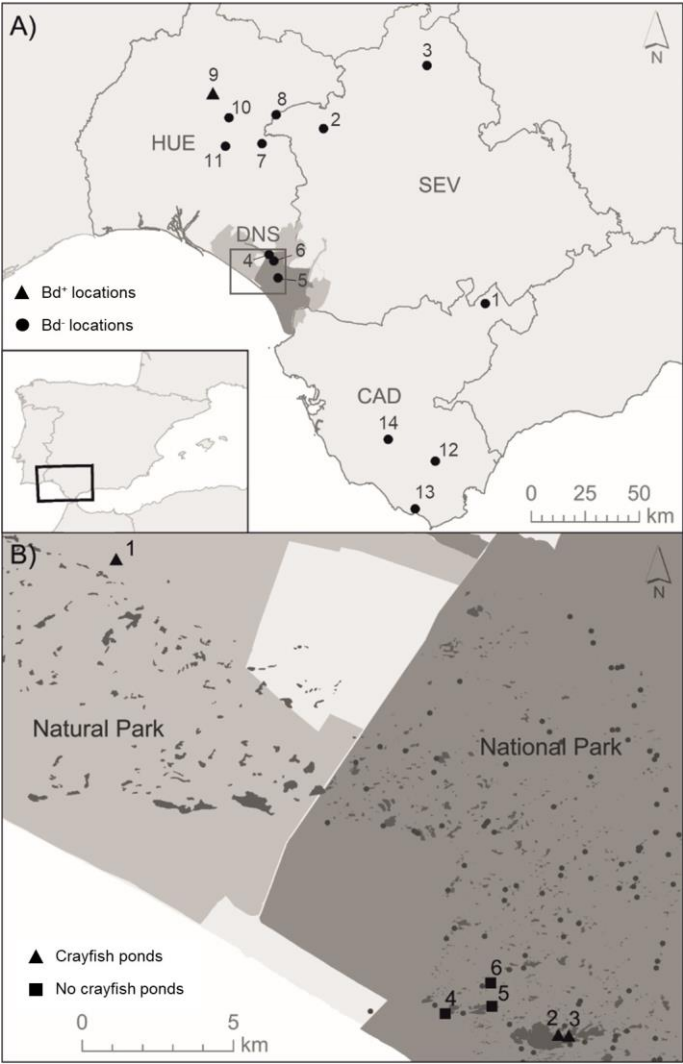 A)
N
3
9
10
8
2
HUE
11
7
SEV
DNS
6
4
5
1
Bd⁺ locations
Bd⁻ locations
CAD
14
12
13
0 25 50
km
B)
1
N
Natural Park
National Park
Crayfish ponds
No crayfish ponds
6
4
5
2 3
0 5
km